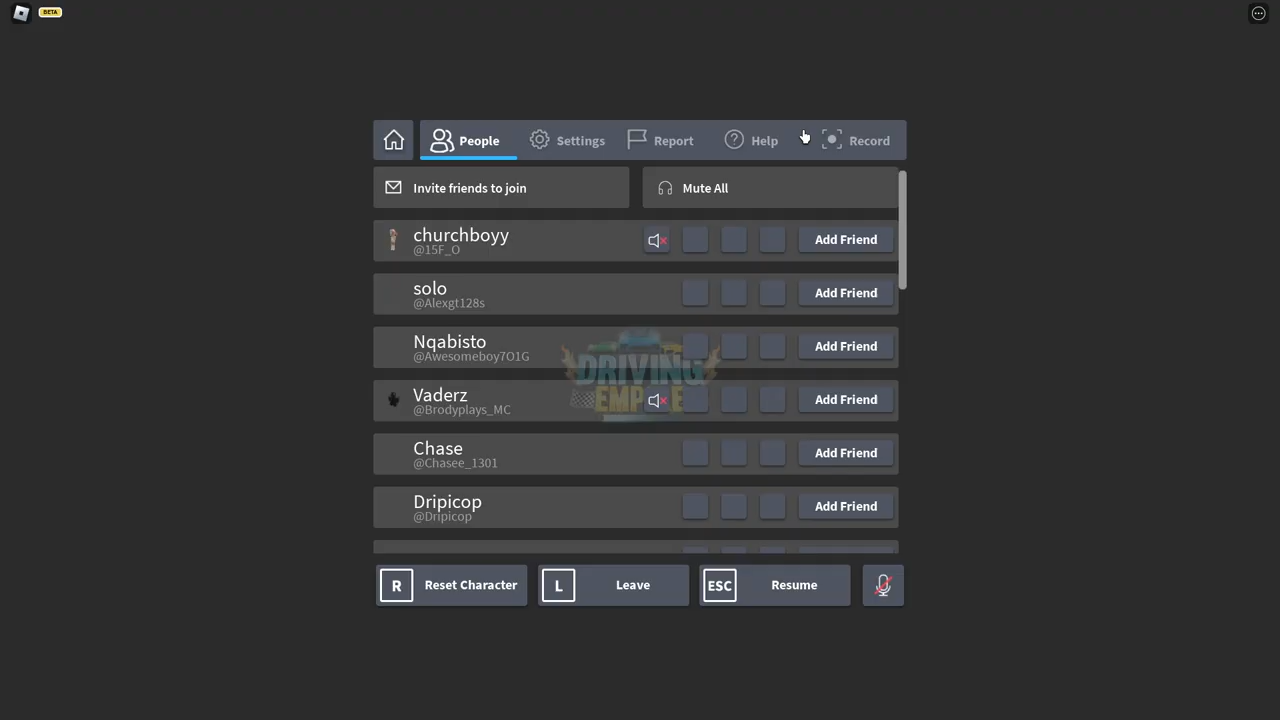 BETA
People
Settings
Report
Help
Record
Invite friends to join
Mute All
churchboyy
@15F_O
Add Friend
solo
@Alexgt128s
Add Friend
Nqabisto
@Awesomeboy7O1G
Add Friend
DRIVING
EMPIRE
Vaderz
@Brodyplays_MC
Add Friend
Chase
@Chasee_1301
Add Friend
Dripicop
@Dripicop
Add Friend
R Reset Character
L Leave
ESC Resume